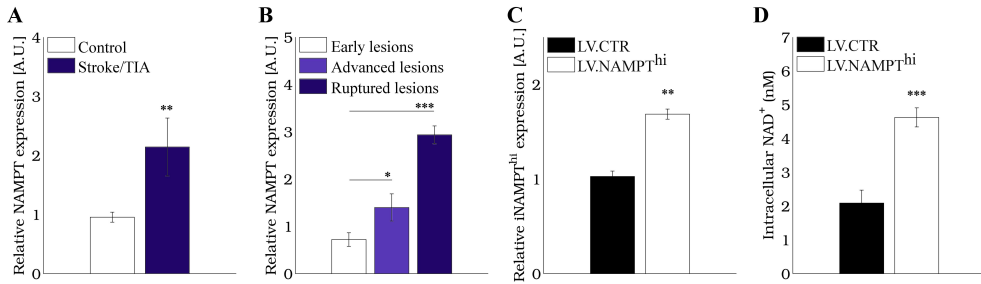 A
Relative NAMPT expression [A.U.]
4
3
2
1
0
Control
Stroke/TIA
**
B
Relative NAMPT expression [A.U.]
5
4
3
2
1
0
Early lesions
Advanced lesions
Ruptured lesions
***
*
C
Relative iNAMPThi expression [A.U.]
2
1
0
LV.CTR
LV.NAMPThi
**
D
Intracellular NAD+ (nM)
7
6
5
4
3
2
1
0
LV.CTR
LV.NAMPThi
***